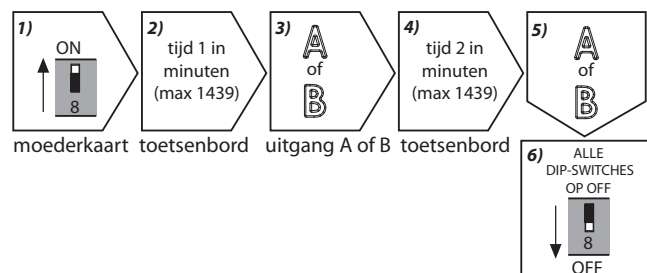 1)
ON
8
moederkaart
2)
tijd 1 in
minuten
(max 1439)
toetsenbord
3)
A
of
B
uitgang A of B
4)
tijd 2 in
minuten
(max 1439)
toetsenbord
5)
A
of
B
6)
ALLE
DIP-SWITCHES
OP OFF
8
OFF